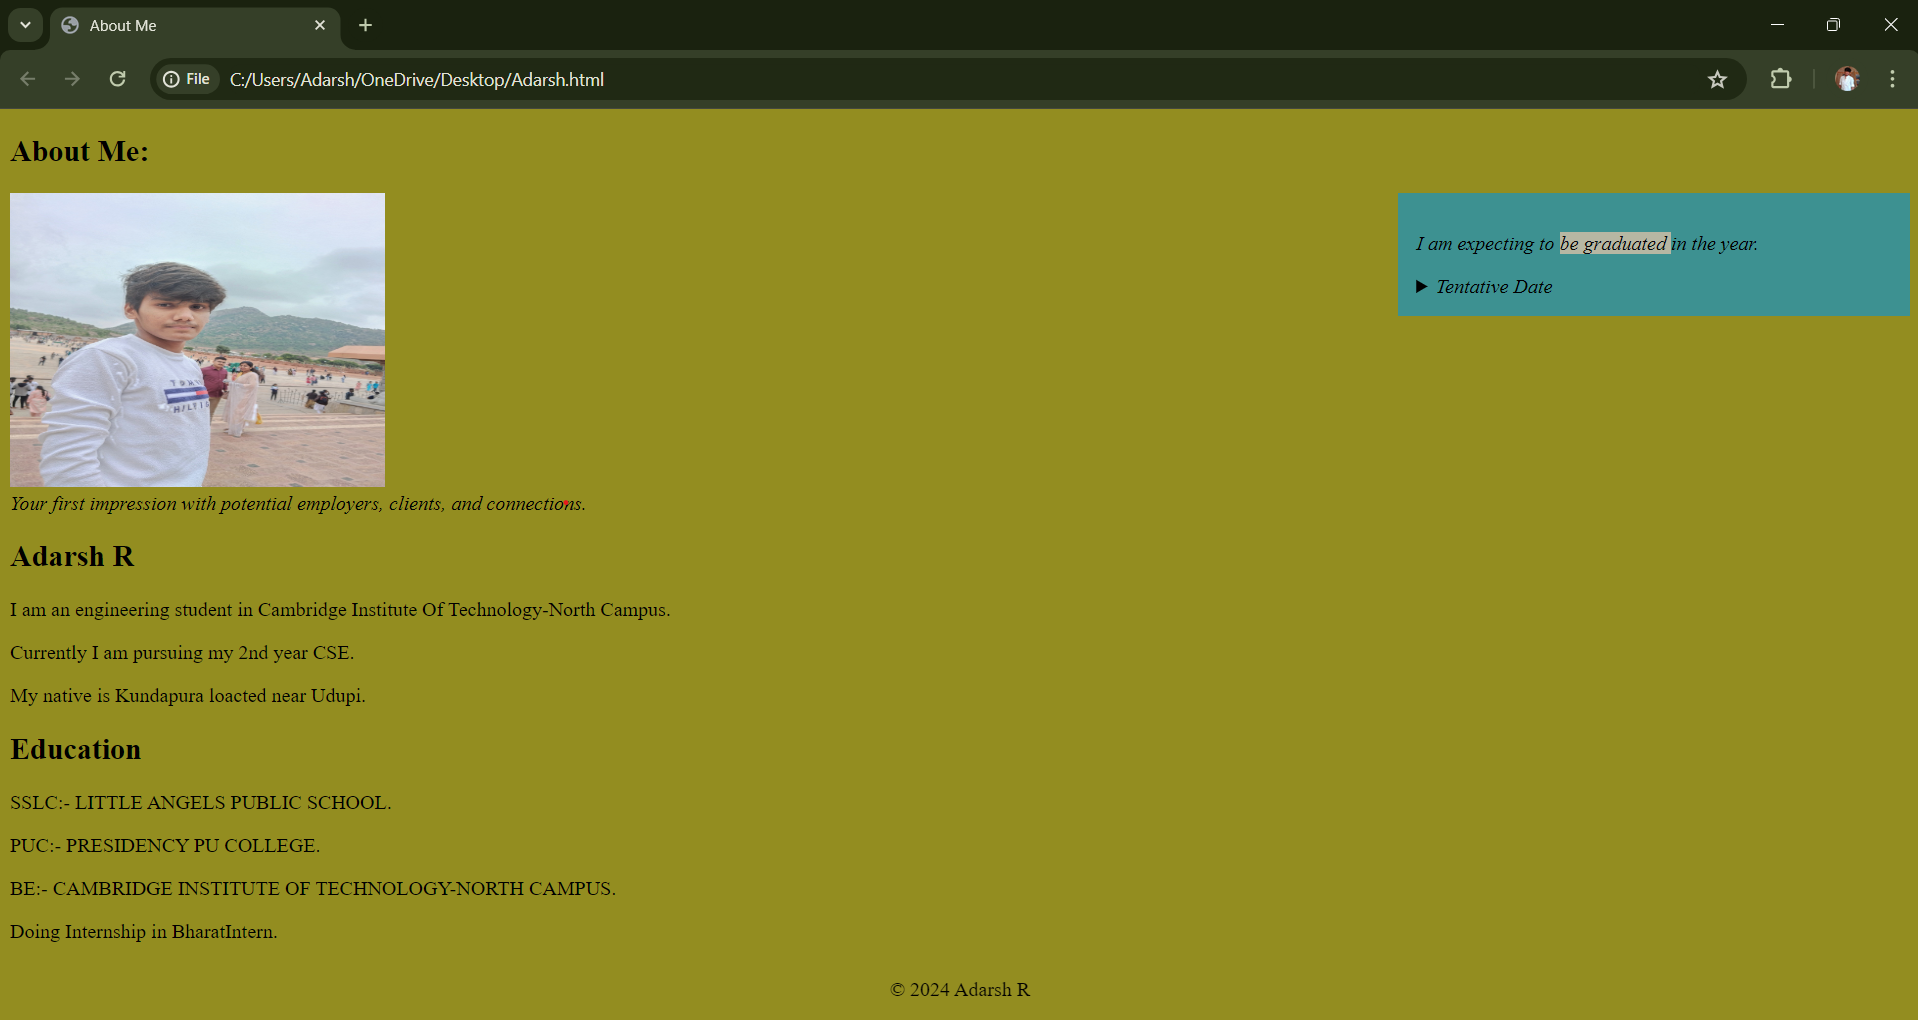 About Me
File C:/Users/Adarsh/OneDrive/Desktop/Adarsh.html
About Me:
TOMMY
HILFIG
I am expecting to be graduated in the year.
Tentative Date
Your first impression with potential employers, clients, and connections.
Adarsh R
I am an engineering student in Cambridge Institute Of Technology-North Campus.
Currently I am pursuing my 2nd year CSE.
My native is Kundapura loacted near Udupi.
Education
SSLC:- LITTLE ANGELS PUBLIC SCHOOL.
PUC:- PRESIDENCY PU COLLEGE.
BE:- CAMBRIDGE INSTITUTE OF TECHNOLOGY-NORTH CAMPUS.
Doing Internship in BharatIntern.
© 2024 Adarsh R